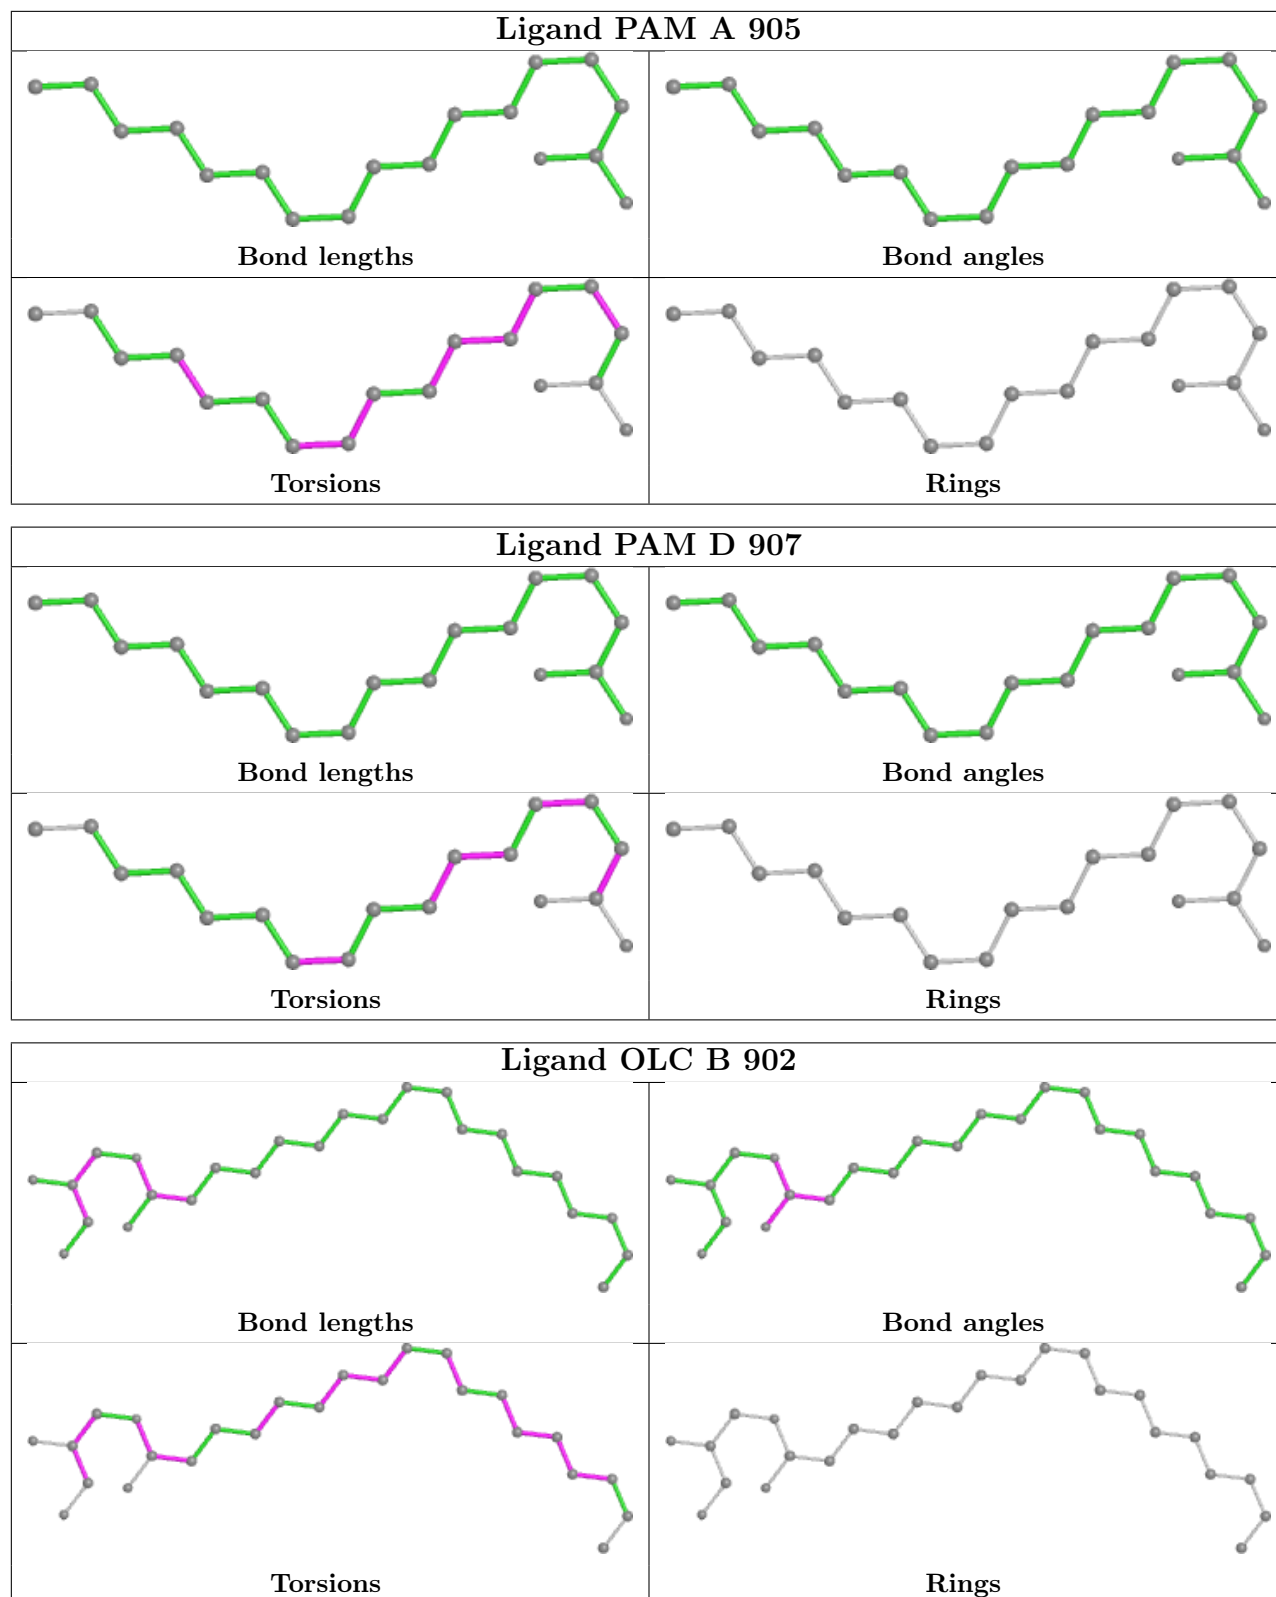 Ligand PAM A 905
Bond lengths
Bond angles
Torsions
Rings
Ligand PAM D 907
Bond lengths
Bond angles
Torsions
Rings
Ligand OLC B 902
Bond lengths
Bond angles
Torsions
Rings